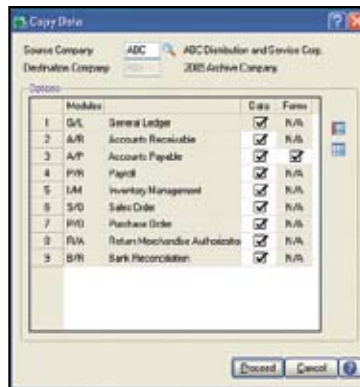 Copy Data
Source Company ABC ABC Distribution and Service Corp.
Destination Company 2005 Archive Company
Options
Modules Data Forms
1 G/L General Ledger N/A
2 A/R Accounts Receivable N/A
3 A/P Accounts Payable
4 P/R Payroll N/A
5 I/M Inventory Management N/A
6 S/O Sales Order N/A
7 P/O Purchase Order N/A
8 R/A Return Merchandise Authorizatio N/A
9 B/R Bank Reconciliation N/A
Proceed Cancel